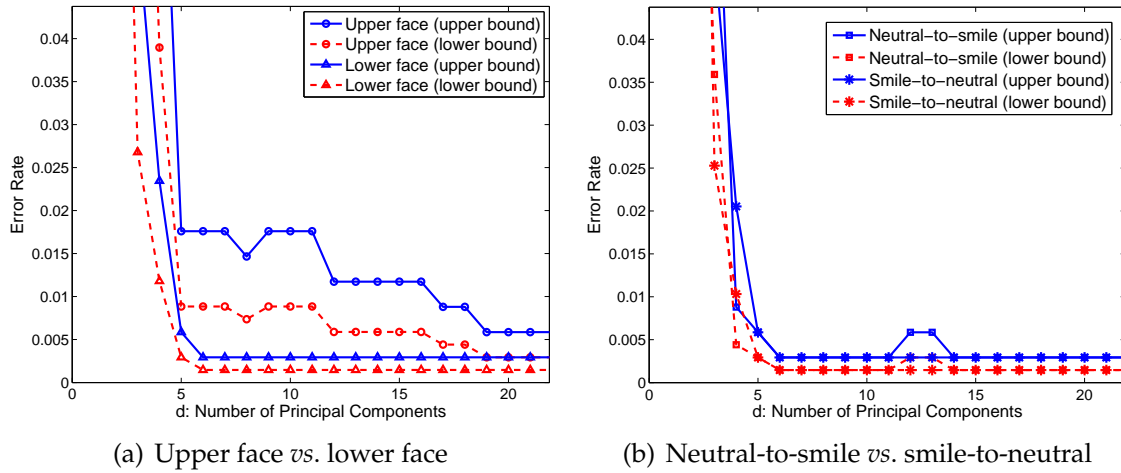 Upper face (upper bound)
Upper face (lower bound)
Lower face (upper bound)
Lower face (lower bound)
0.04
0.035
0.03
0.025
0.02
0.015
0.01
0.005
0
Error Rate
0 5 10 15 20
d: Number of Principal Components
(a) Upper face vs. lower face
Neutral−to−smile (upper bound)
Neutral−to−smile (lower bound)
Smile−to−neutral (upper bound)
Smile−to−neutral (lower bound)
0.04
0.035
0.03
0.025
0.02
0.015
0.01
0.005
0
Error Rate
0 5 10 15 20
d: Number of Principal Components
(b) Neutral-to-smile vs. smile-to-neutral